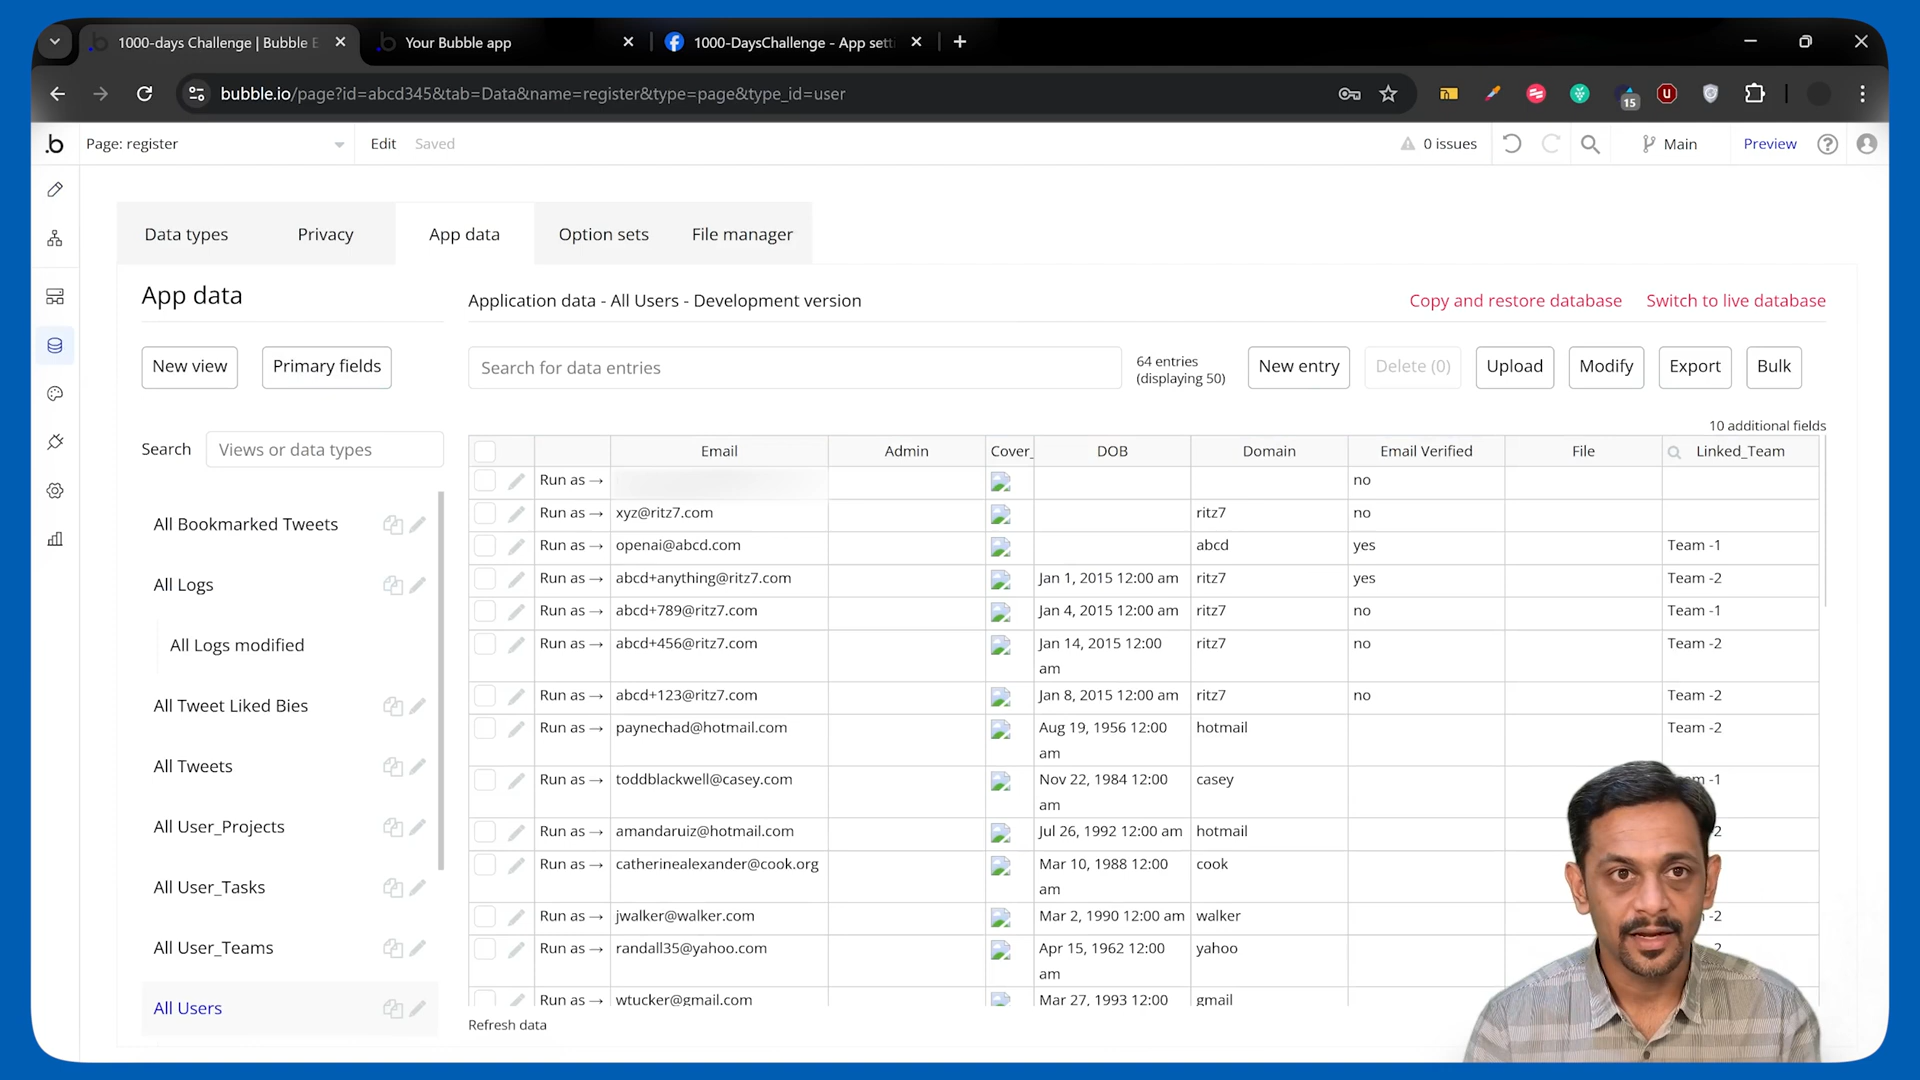 1000-days Challenge | Bubble E
Your Bubble app
1000-DaysChallenge - App setti
bubble.io/page?id=abcd345&tab=Data&name=register&type=page&type_id=user
15
.b
Page: register
Edit
Saved
0 issues
Main
Preview
Data types
Privacy
App data
Option sets
File manager
App data
Application data - All Users - Development version
Copy and restore database
Switch to live database
New view
Primary fields
Search for data entries
64 entries
(displaying 50)
New entry
Delete (0)
Upload
Modify
Export
Bulk
10 additional fields
Search
Views or data types
Email
Admin
Cover_
DOB
Domain
Email Verified
File
Linked_Team
Run as → no
Run as → xyz@ritz7.com ritz7 no
Run as → openai@abcd.com abcd yes Team -1
Run as → abcd+anything@ritz7.com Jan 1, 2015 12:00 am ritz7 yes Team -2
Run as → abcd+789@ritz7.com Jan 4, 2015 12:00 am ritz7 no Team -1
Run as → abcd+456@ritz7.com Jan 14, 2015 12:00 ritz7 no Team -2
am
Run as → abcd+123@ritz7.com Jan 8, 2015 12:00 am ritz7 no Team -2
Run as → paynechad@hotmail.com Aug 19, 1956 12:00 hotmail Team -2
am
Run as → toddblackwell@casey.com Nov 22, 1984 12:00 casey -1
am
Run as → amandaruiz@hotmail.com Jul 26, 1992 12:00 am hotmail 2
Run as → catherinealexander@cook.org Mar 10, 1988 12:00 cook
am
Run as → jwalker@walker.com Mar 2, 1990 12:00 am walker -2
Run as → randall35@yahoo.com Apr 15, 1962 12:00 yahoo 2
am
Run as → wtucker@gmail.com Mar 27, 1993 12:00 gmail
All Bookmarked Tweets
All Logs
All Logs modified
All Tweet Liked Bies
All Tweets
All User_Projects
All User_Tasks
All User_Teams
All Users
Refresh data